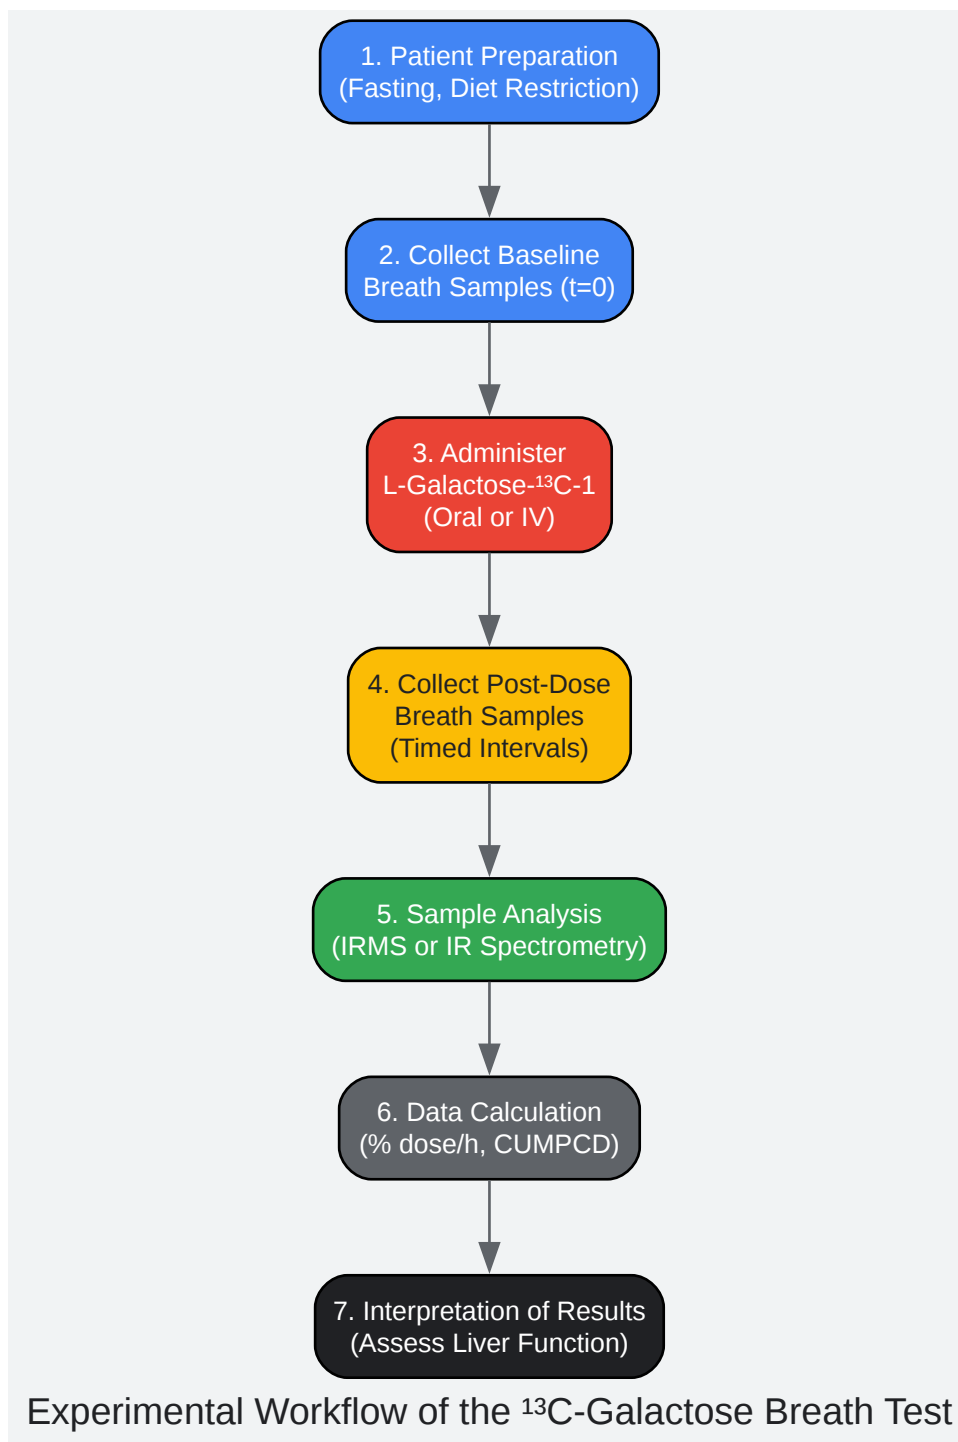 1. Patient Preparation
(Fasting, Diet Restriction)
2. Collect Baseline
Breath Samples (t=0)
3. Administer
L-Galactose-¹³C-1
(Oral or IV)
4. Collect Post-Dose
Breath Samples
(Timed Intervals)
5. Sample Analysis
(IRMS or IR Spectrometry)
6. Data Calculation
(% dose/h, CUMPCD)
7. Interpretation of Results
(Assess Liver Function)
Experimental Workflow of the ¹³C-Galactose Breath Test